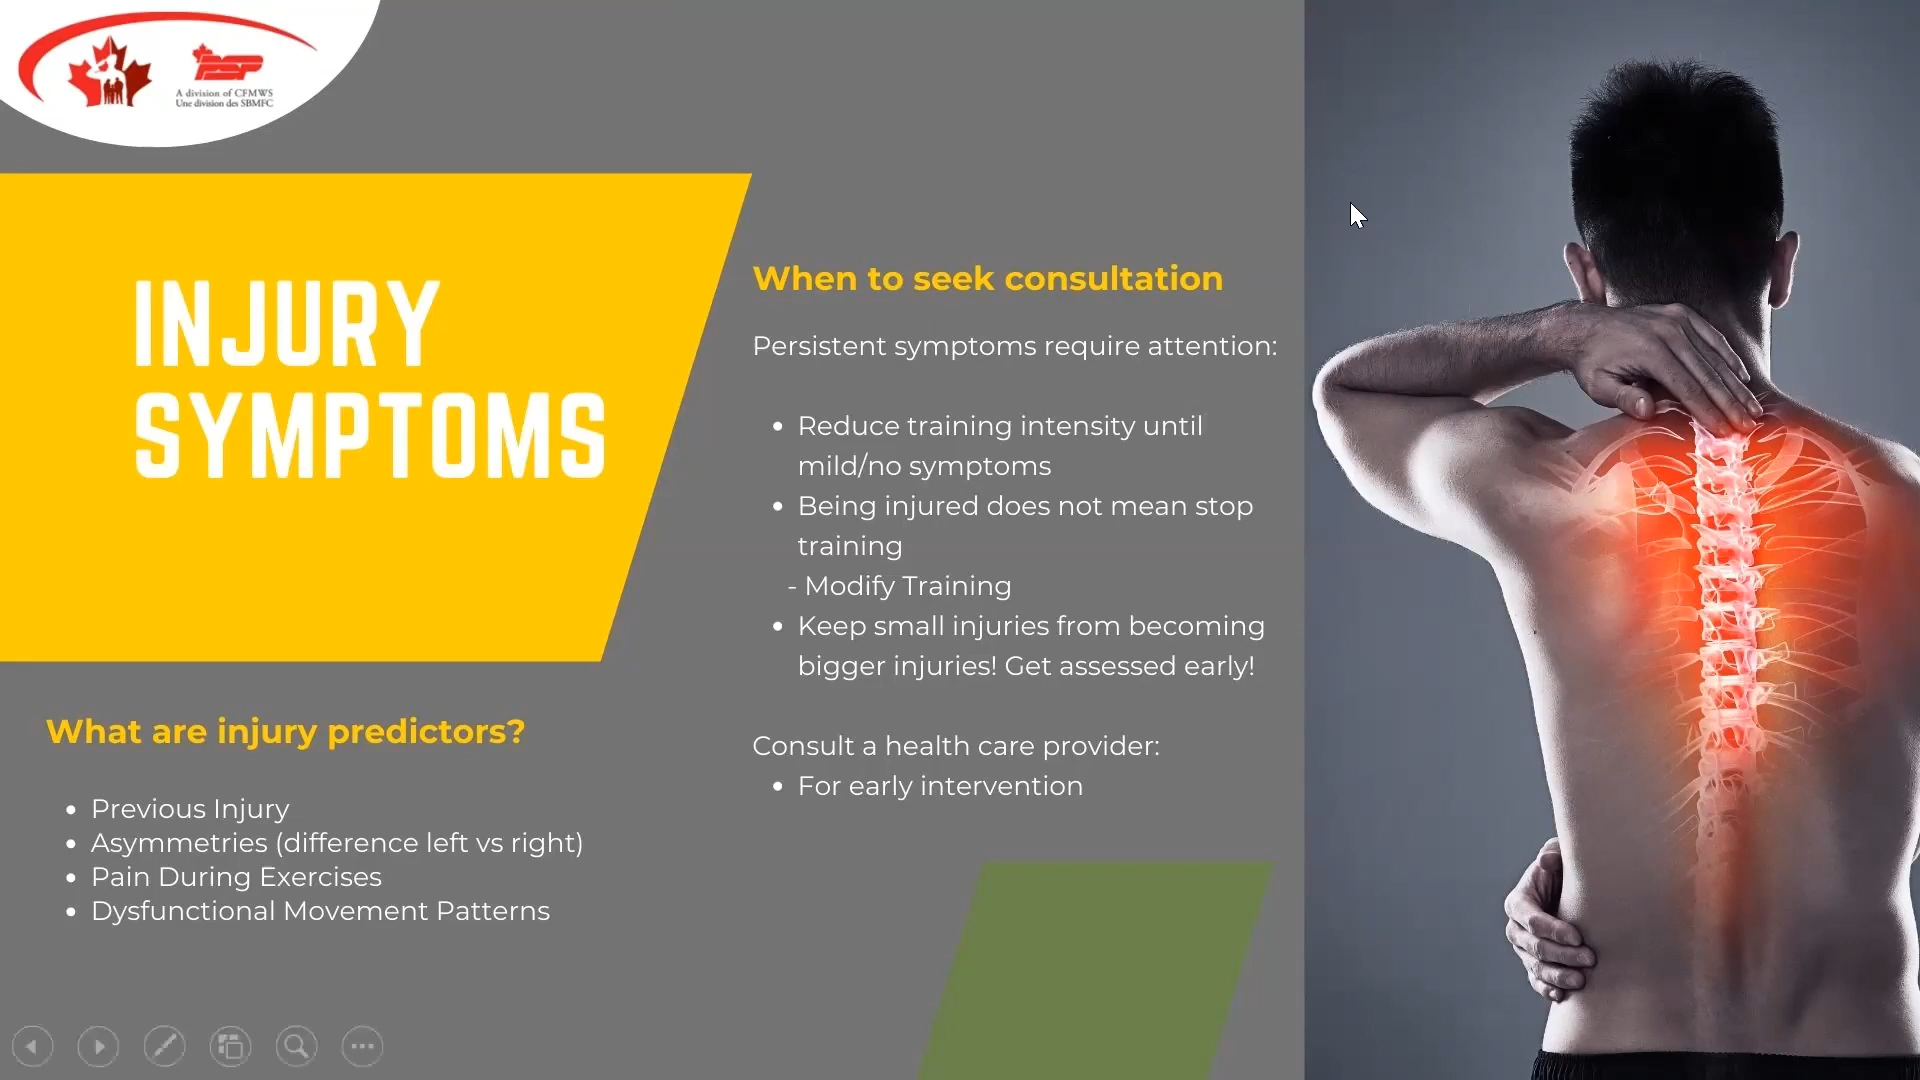 PSP
A division of CFMWS
Une division des SBMFC
INJURY
SYMPTOMS
What are injury predictors?
• Previous Injury
• Asymmetries (difference left vs right)
• Pain During Exercises
• Dysfunctional Movement Patterns
When to seek consultation
Persistent symptoms require attention:
• Reduce training intensity until
mild/no symptoms
• Being injured does not mean stop
training
- Modify Training
• Keep small injuries from becoming
bigger injuries! Get assessed early!
Consult a health care provider:
• For early intervention